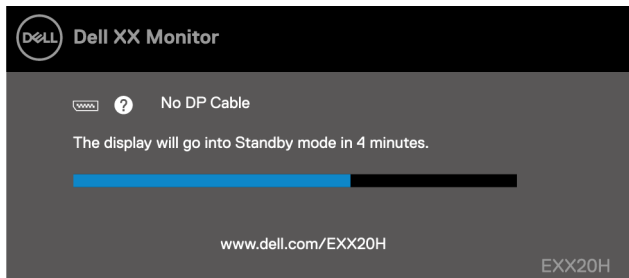 DELL Dell XX Monitor
? No DP Cable
The display will go into Standby mode in 4 minutes.
www.dell.com/EXX20H
EXX20H